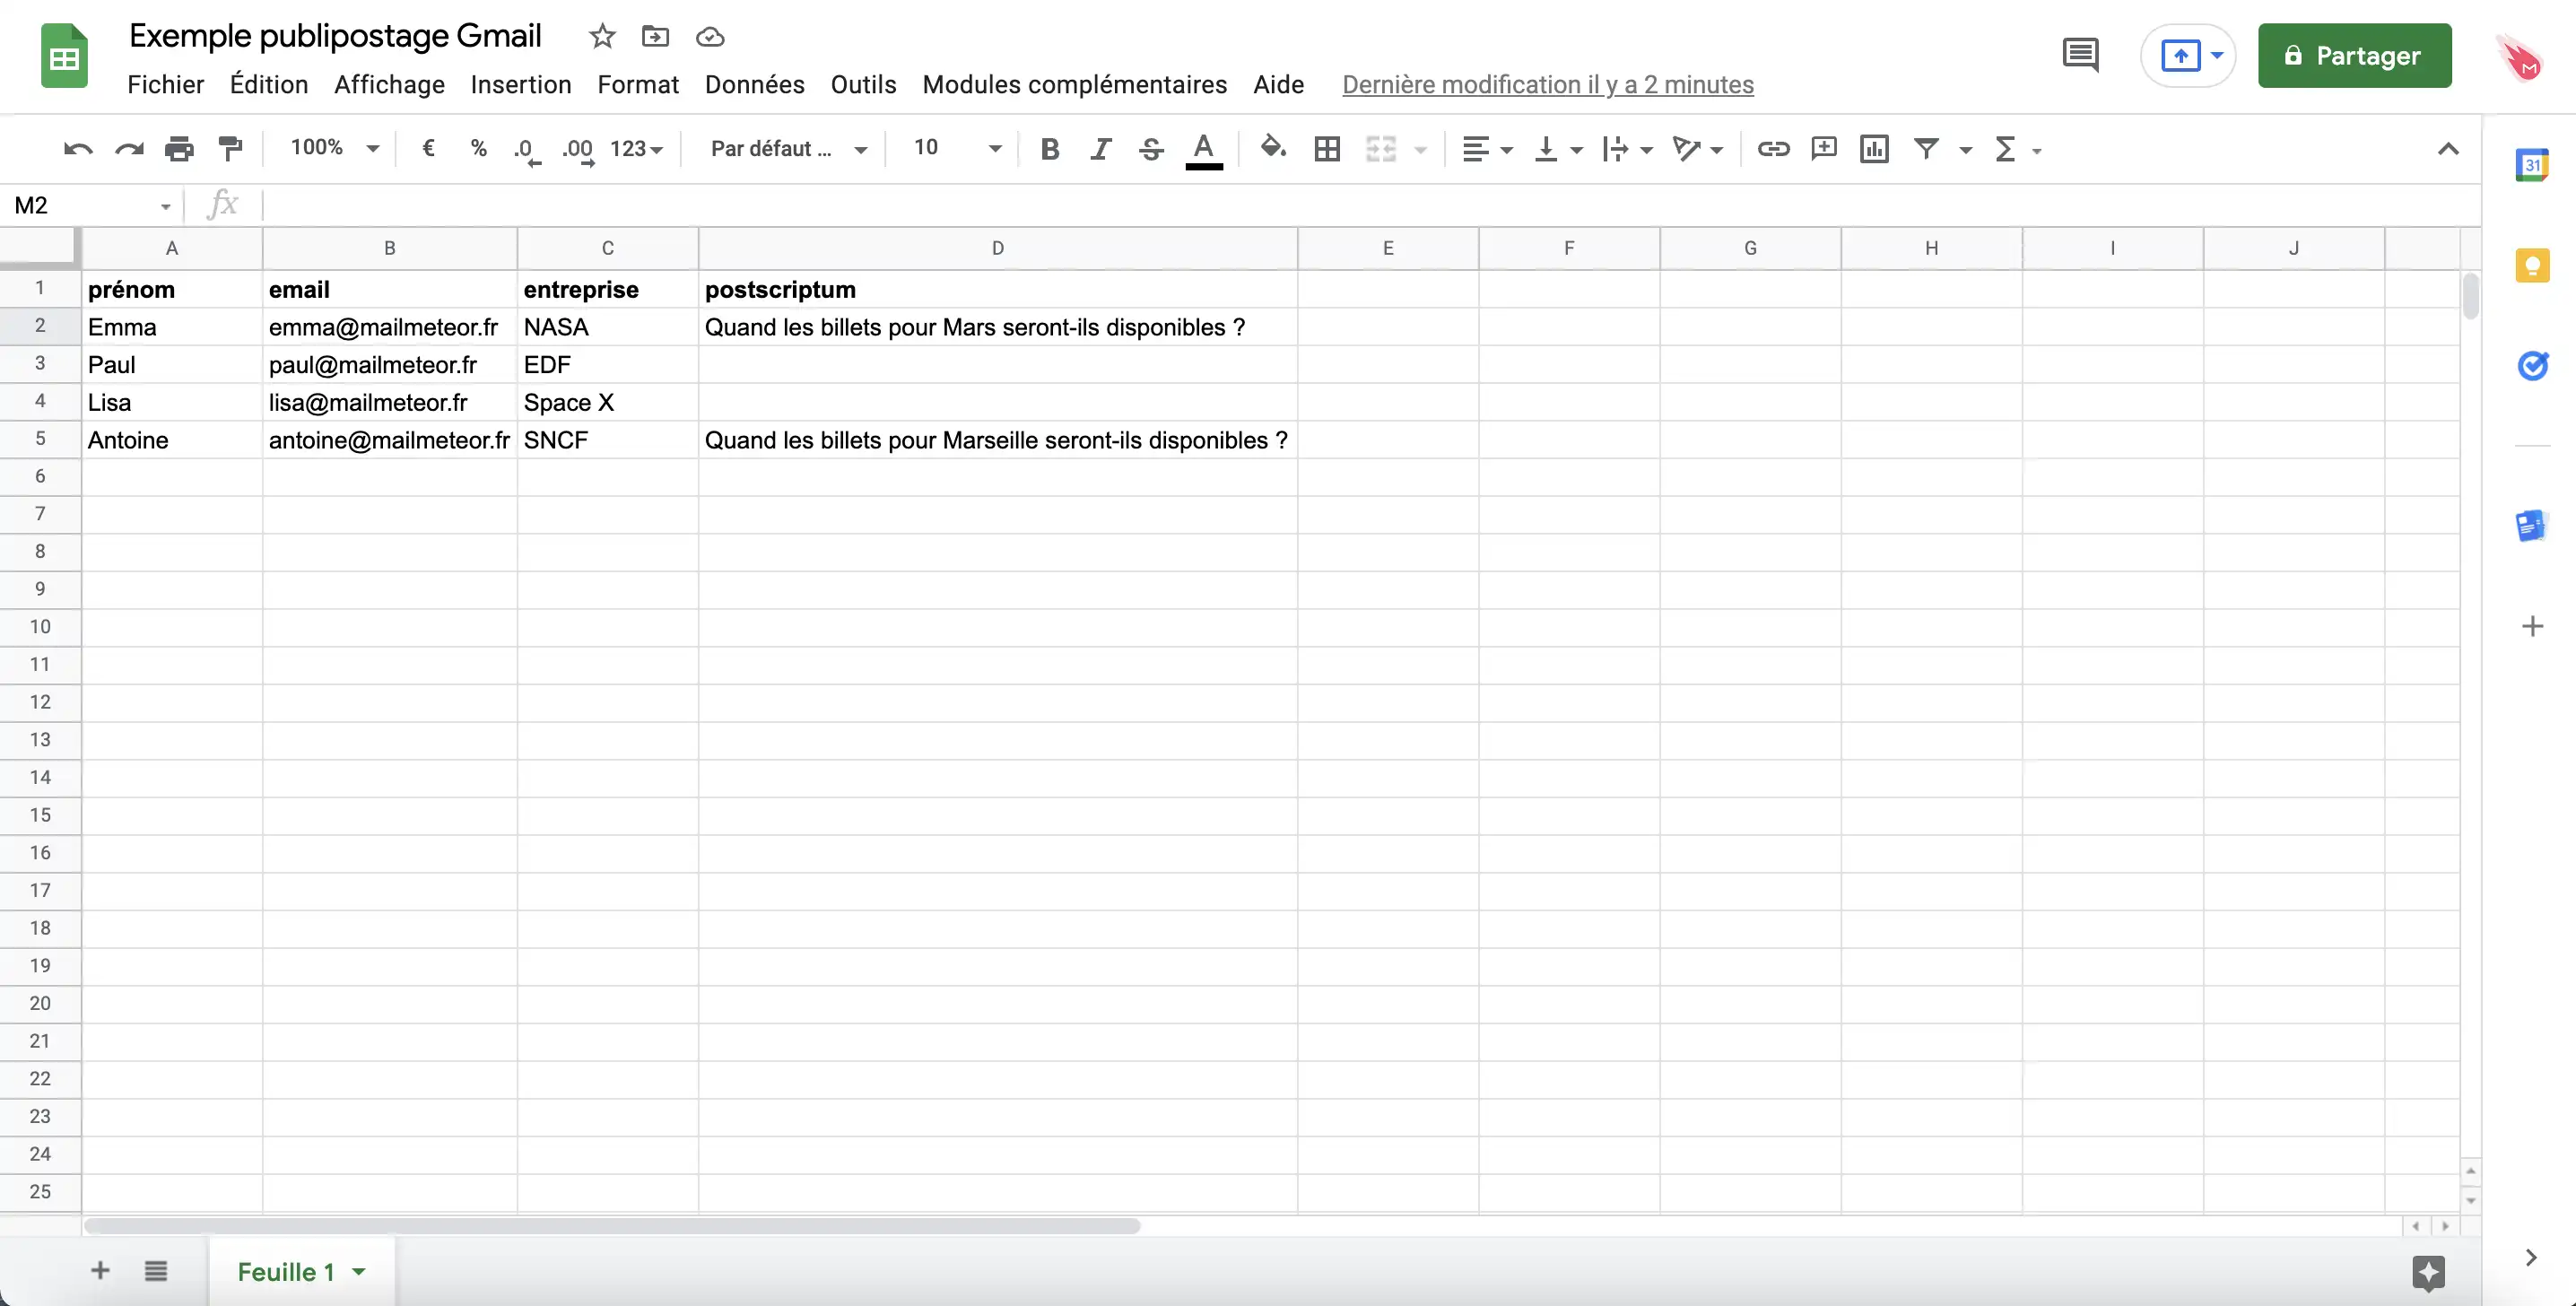 Exemple publipostage Gmail
Fichier Édition Affichage Insertion Format Données Outils Modules complémentaires Aide Dernière modification il y a 2 minutes
Partager
100% € % .0 .00 123 Par défaut ... 10 B I S A Σ
31
M2 fx
A B C D E F G H I J
1 prénom email entreprise postscriptum
2 Emma emma@mailmeteor.fr NASA Quand les billets pour Mars seront-ils disponibles ?
3 Paul paul@mailmeteor.fr EDF
4 Lisa lisa@mailmeteor.fr Space X
5 Antoine antoine@mailmeteor.fr SNCF Quand les billets pour Marseille seront-ils disponibles ?
6
7
8
9
10
11
12
13
14
15
16
17
18
19
20
21
22
23
24
25
Feuille 1